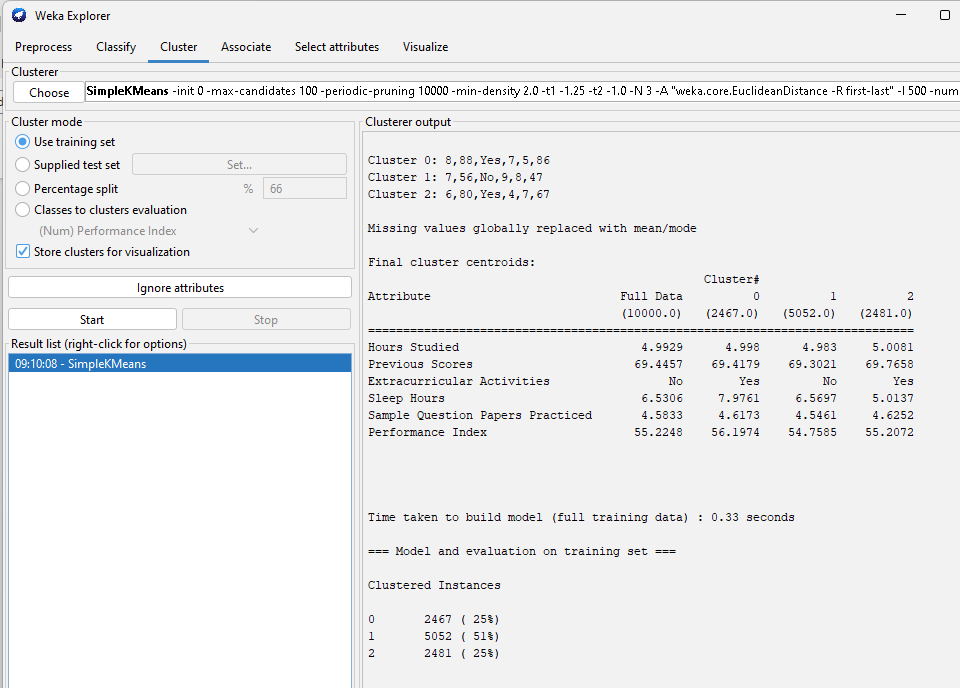 Weka Explorer
Preprocess Classify Cluster Associate Select attributes Visualize
Clusterer
Choose SimpleKMeans -init 0 -max-candidates 100 -periodic-pruning 10000 -min-density 2.0 -t1 -1.25 -t2 -1.0 -N 3 -A "weka.core.EuclideanDistance -R first-last" -I 500 -num
Cluster mode
Use training set
Supplied test set Set...
Percentage split % 66
Classes to clusters evaluation
(Num) Performance Index
Store clusters for visualization
Ignore attributes
Start Stop
Result list (right-click for options)
09:10:08 - SimpleKMeans
Clusterer output
Cluster 0: 8,88,Yes,7,5,86
Cluster 1: 7,56,No,9,8,47
Cluster 2: 6,80,Yes,4,7,67
Missing values globally replaced with mean/mode
Final cluster centroids:
Cluster#
Attribute Full Data 0 1 2
(10000.0) (2467.0) (5052.0) (2481.0)
==============================================================================
Hours Studied 4.9929 4.998 4.983 5.0081
Previous Scores 69.4457 69.4179 69.3021 69.7658
Extracurricular Activities No Yes No Yes
Sleep Hours 6.5306 7.9761 6.5697 5.0137
Sample Question Papers Practiced 4.5833 4.6173 4.5461 4.6252
Performance Index 55.2248 56.1974 54.7585 55.2072
Time taken to build model (full training data) : 0.33 seconds
=== Model and evaluation on training set ===
Clustered Instances
0 2467 ( 25%)
1 5052 ( 51%)
2 2481 ( 25%)